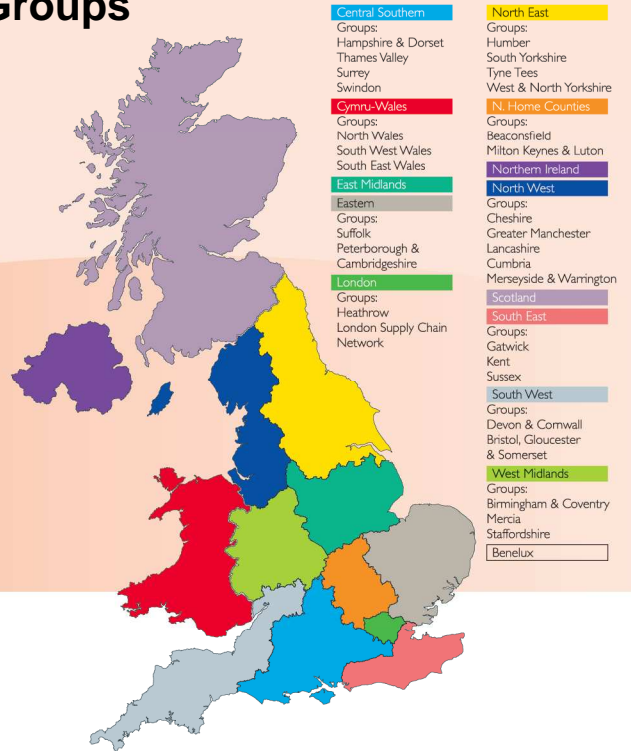 Groups
Central Southern
Groups:
Hampshire & Dorset
Thames Valley
Surrey
Swindon
Cymru-Wales
Groups:
North Wales
South West Wales
South East Wales
East Midlands
Eastern
Groups:
Suffolk
Peterborough &
Cambridgeshire
London
Groups:
Heathrow
London Supply Chain
Network
North East
Groups:
Humber
South Yorkshire
Tyne Tees
West & North Yorkshire
N. Home Counties
Groups:
Beaconsfield
Milton Keynes & Luton
Northern Ireland
North West
Groups:
Cheshire
Greater Manchester
Lancashire
Cumbria
Merseyside & Warrington
Scotland
South East
Groups:
Gatwick
Kent
Sussex
South West
Groups:
Devon & Cornwall
Bristol, Gloucester
& Somerset
West Midlands
Groups:
Birmingham & Coventry
Mercia
Staffordshire
Benelux